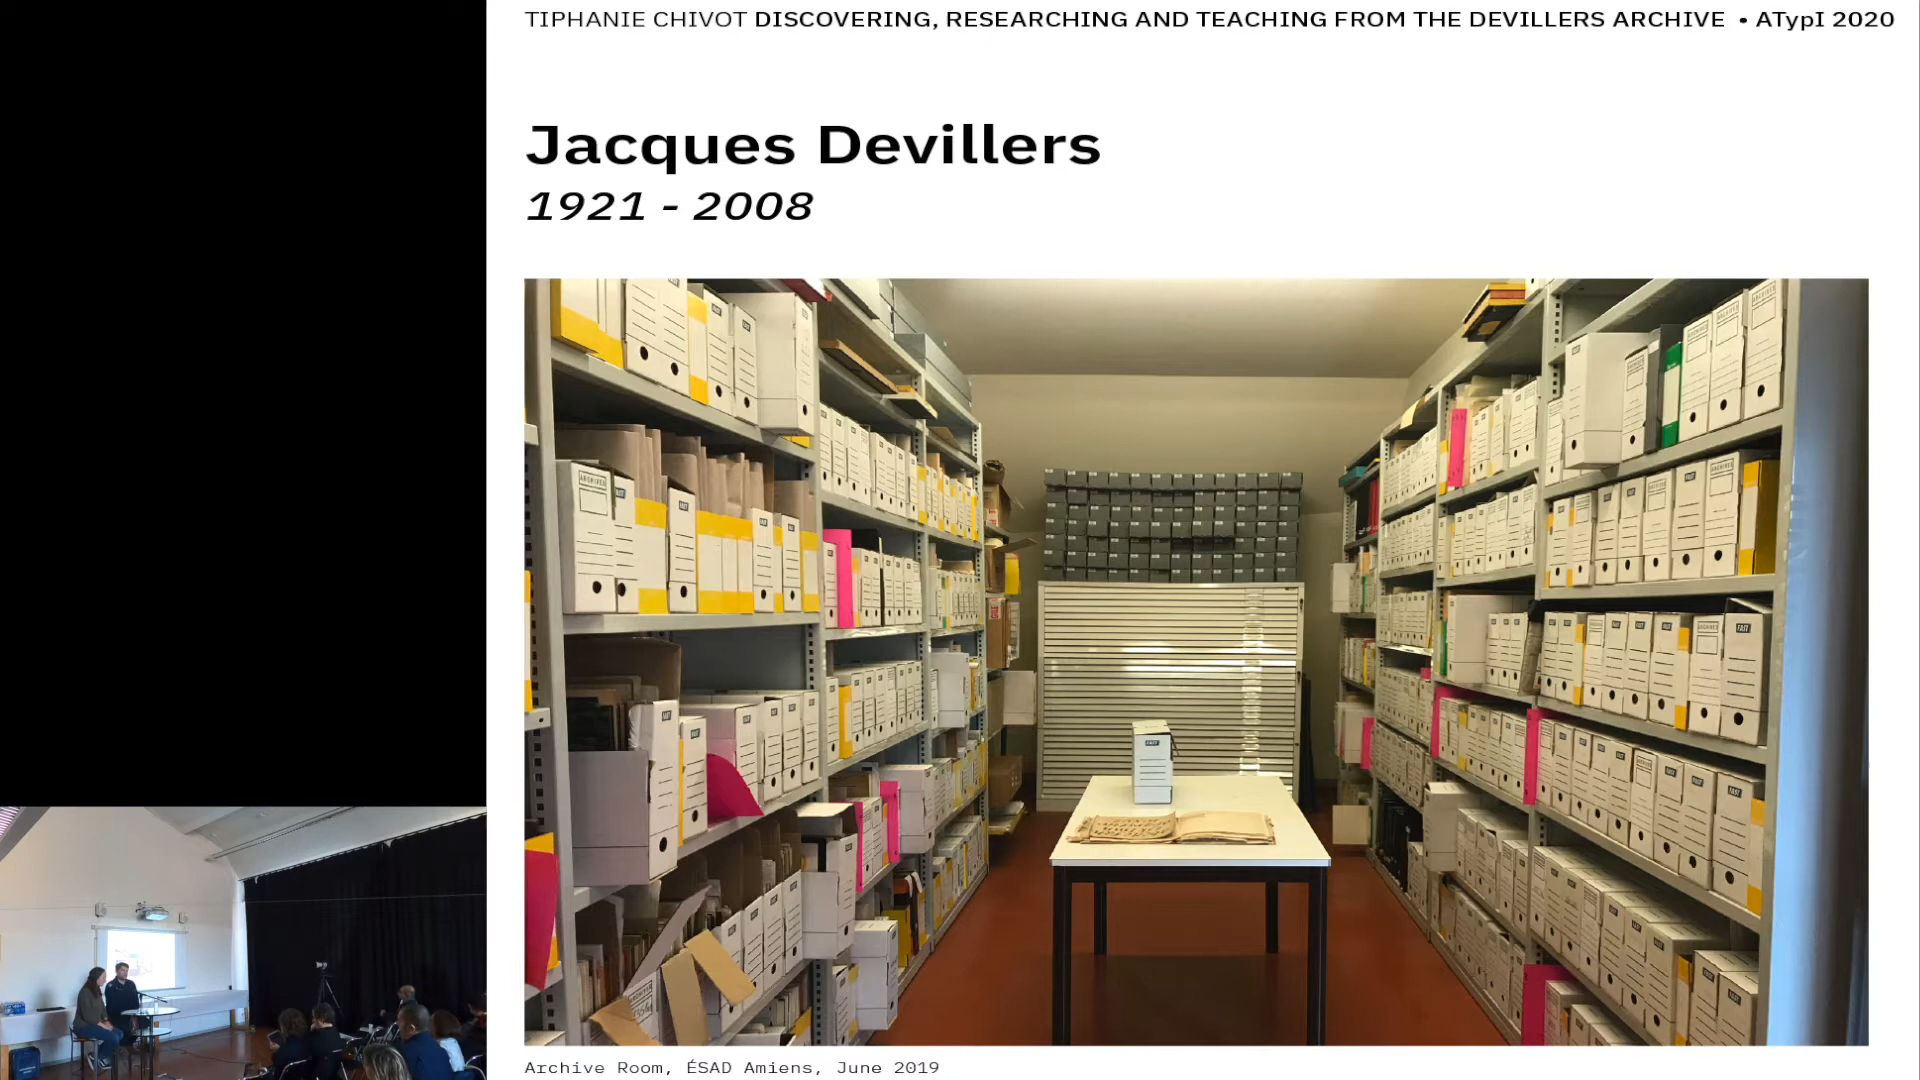 TIPHANIE CHIVOT DISCOVERING, RESEARCHING AND TEACHING FROM THE DEVILLERS ARCHIVE • ATypI 2020
Jacques Devillers
1921 - 2008
Archive Room, ÉSAD Amiens, June 2019